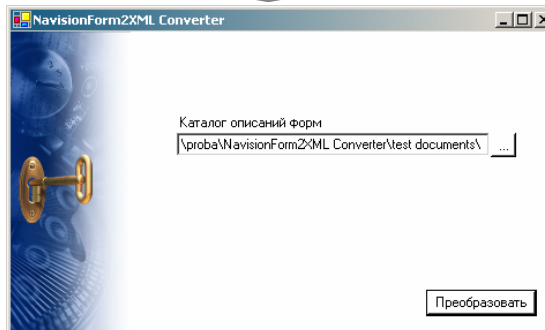 NavisionForm2XML Converter
Каталог описаний форм
\proba\NavisionForm2XML Converter\test documents\
...
Преобразовать